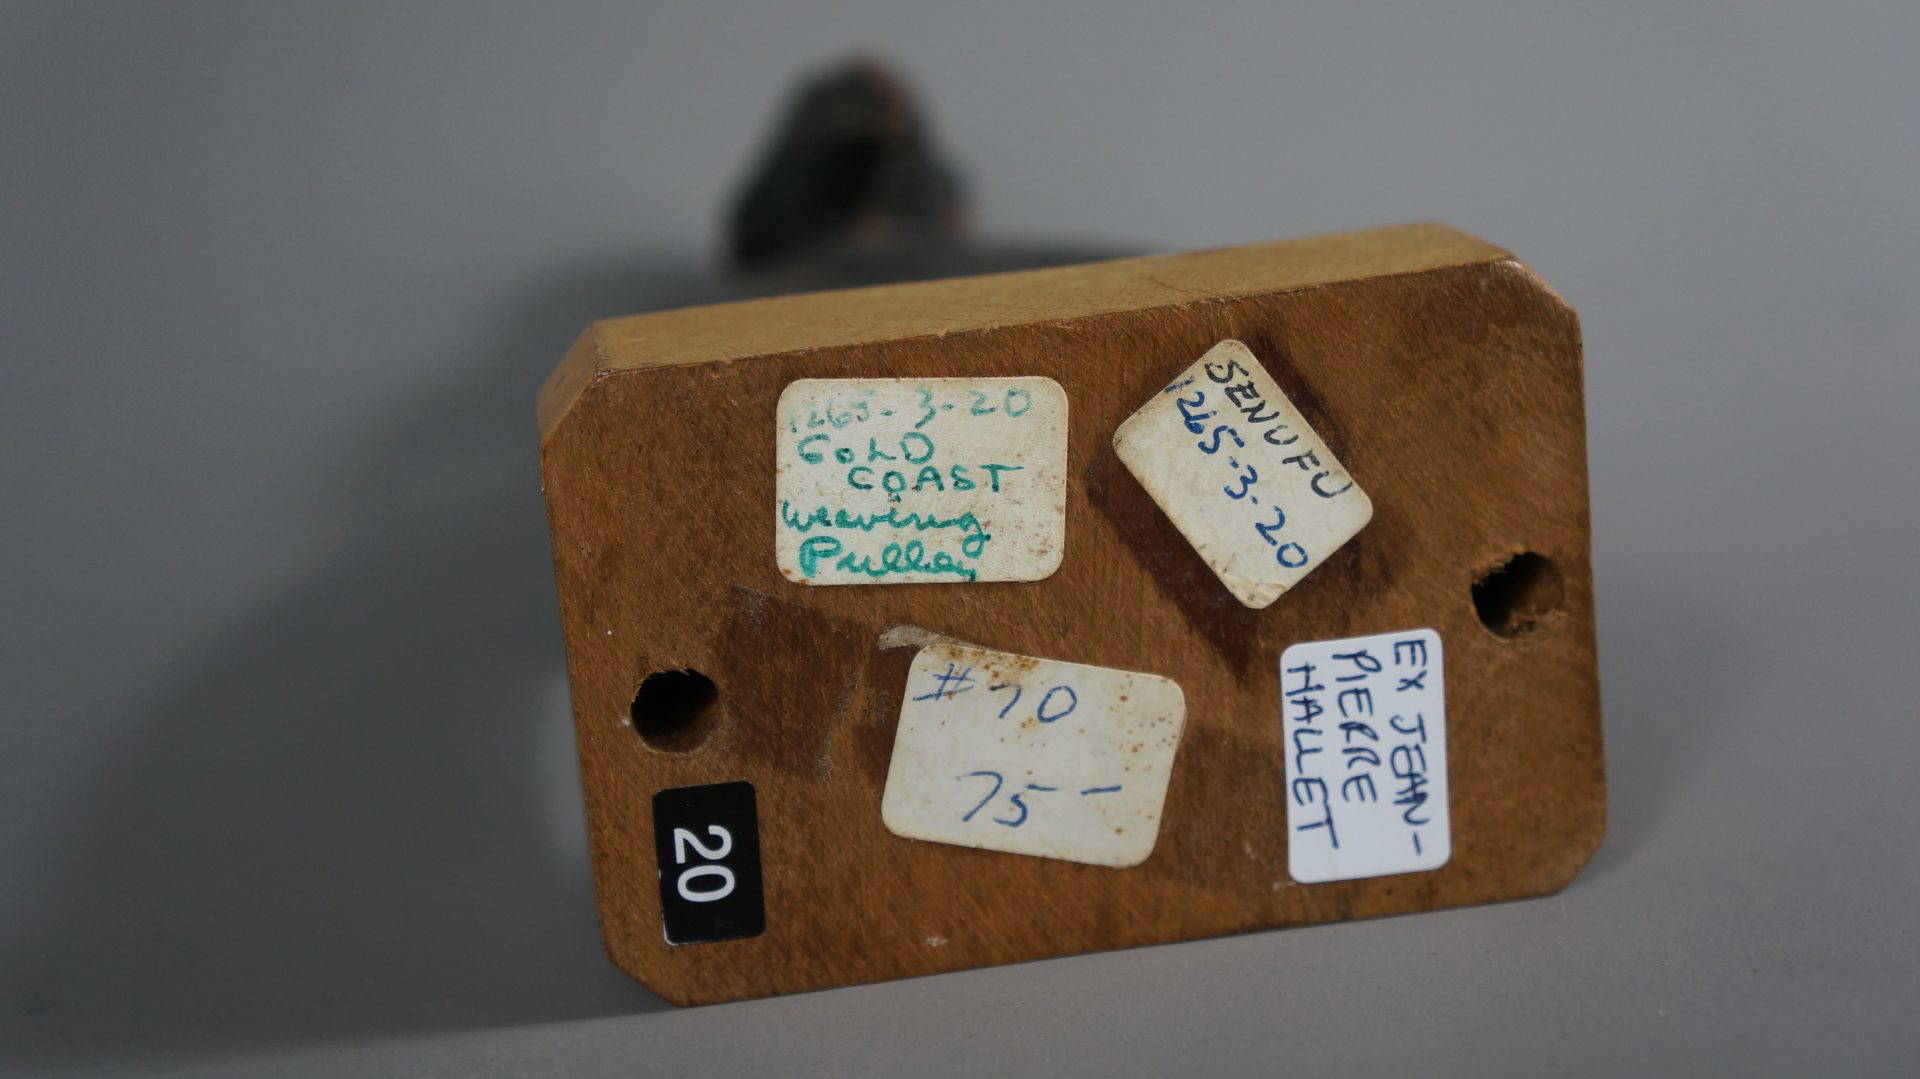 1265-3-20
GOLD
COAST
Weaving
Pulley
SENUFU
1265-3-20
#70
75-
EX JEAN-
PIERRE
HALLET
20